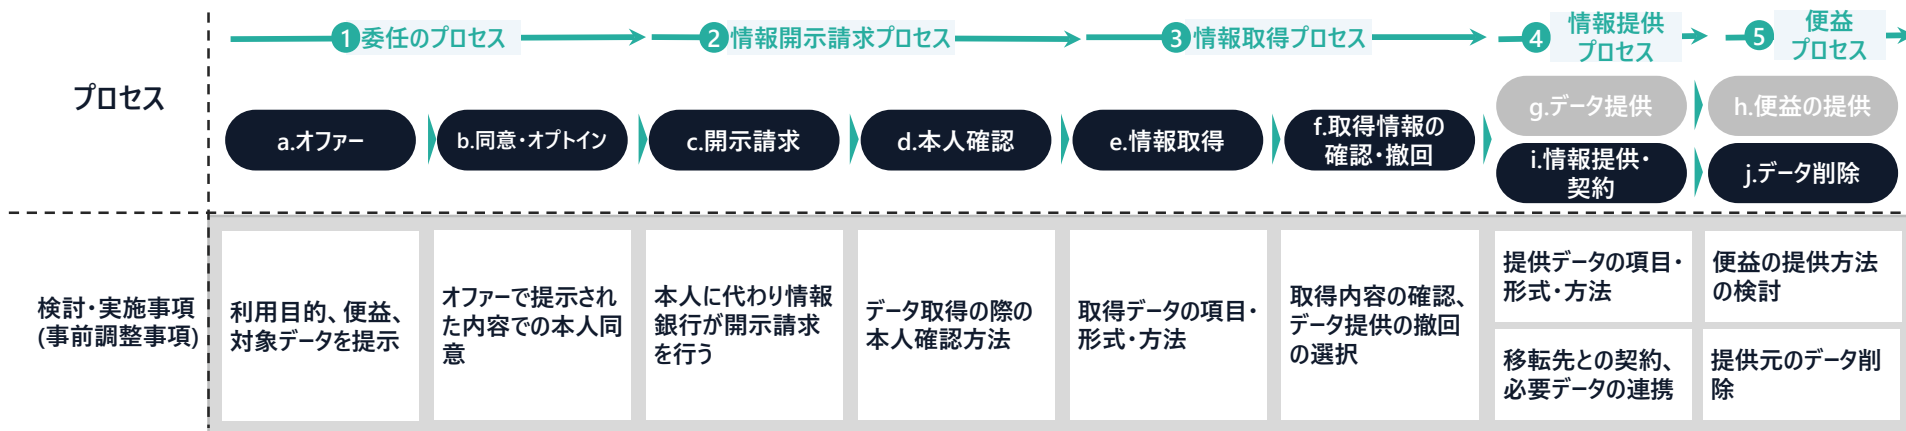 1 委任のプロセス
2 情報開示請求プロセス
3 情報取得プロセス
4 情報提供
プロセス
5 便益
プロセス
プロセス
a.オファー
b.同意・オプトイン
c.開示請求
d.本人確認
e.情報取得
f.取得情報の
確認・撤回
g.データ提供
h.便益の提供
i.情報提供・
契約
j.データ削除
検討・実施事項
(事前調整事項)
利用目的、便益、
対象データを提示
オファーで提示され
た内容での本人同
意
本人に代わり情報
銀行が開示請求
を行う
データ取得の際の
本人確認方法
取得データの項目・
形式・方法
取得内容の確認、
データ提供の撤回
の選択
提供データの項目・
形式・方法
便益の提供方法
の検討
移転先との契約、
必要データの連携
提供元のデータ削
除